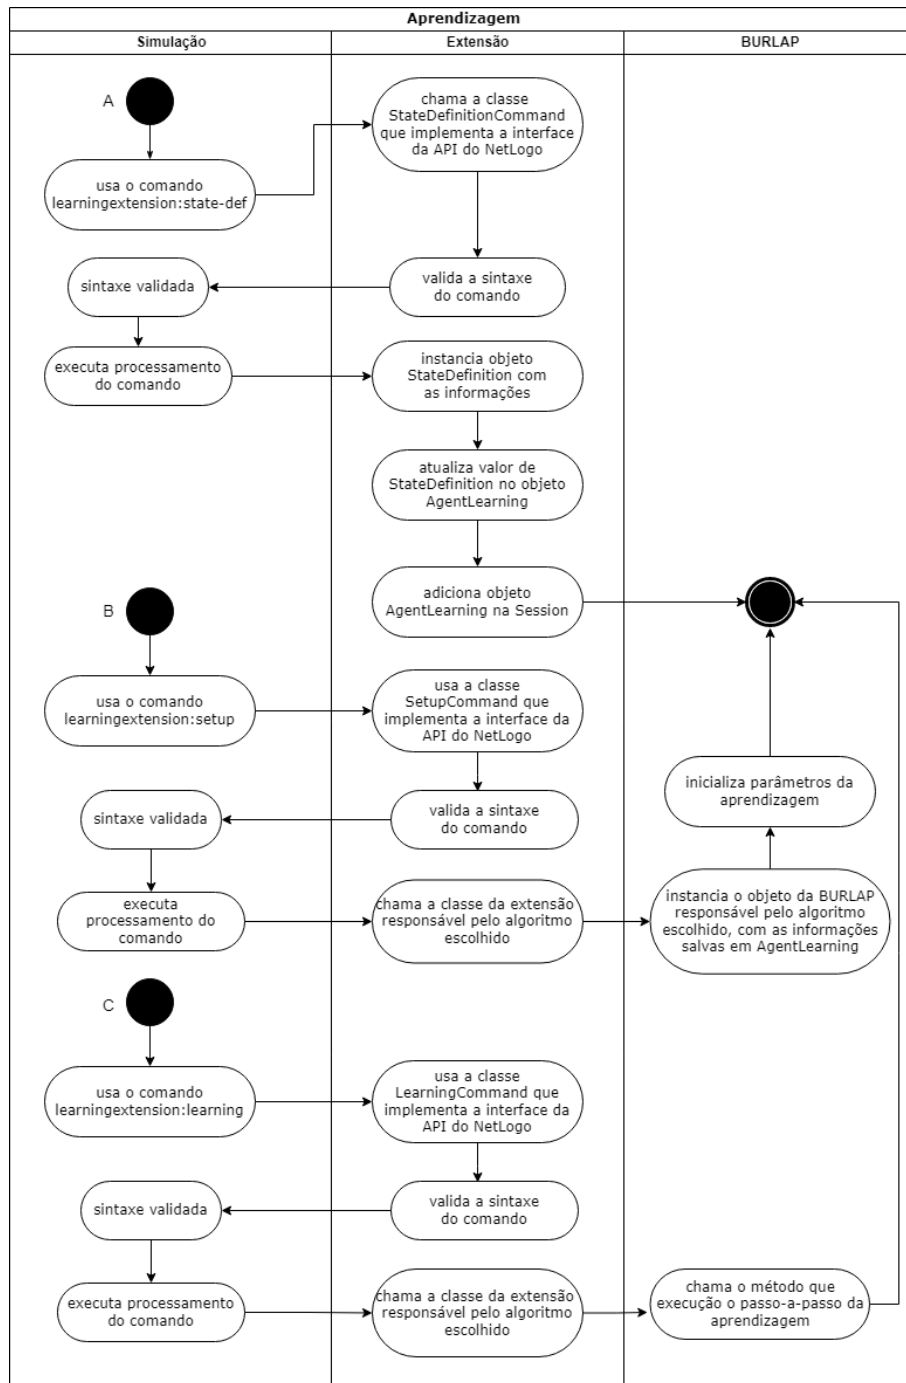 Aprendizagem
Simulação
Extensão
BURLAP
A
chama a classe
StateDefinitionCommand
que implementa a interface
da API do NetLogo
usa o comando
learningextension:state-def
sintaxe validada
valida a sintaxe
do comando
executa processamento
do comando
instancia objeto
StateDefinition com
as informações
atualiza valor de
StateDefinition no objeto
AgentLearning
adiciona objeto
AgentLearning na Session
B
usa o comando
learningextension:setup
usa a classe
SetupCommand que
implementa a interface da
API do NetLogo
inicializa parâmetros da
aprendizagem
sintaxe validada
valida a sintaxe
do comando
executa
processamento do
comando
chama a classe da extensão
responsável pelo algoritmo
escolhido
instancia o objeto da BURLAP
responsável pelo algoritmo
escolhido, com as informações
salvas em AgentLearning
C
usa o comando
learningextension:learning
usa a classe
LearningCommand que
implementa a interface da
API do NetLogo
sintaxe validada
valida a sintaxe
do comando
executa processamento
do comando
chama a classe da extensão
responsável pelo algoritmo
escolhido
chama o método que
execução o passo-a-passo da
aprendizagem